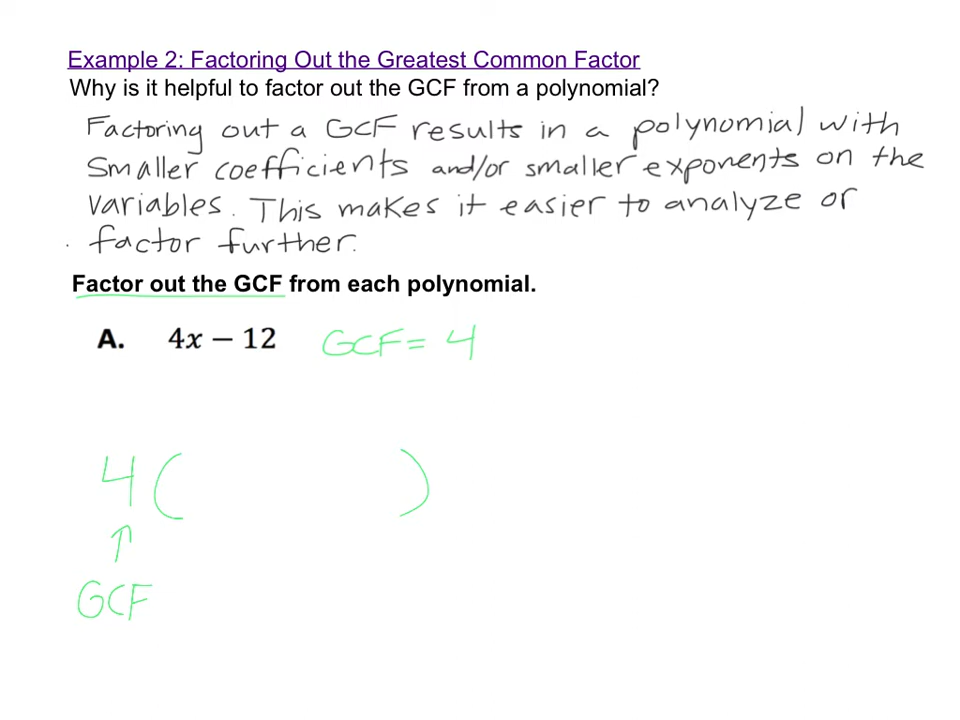 Example 2: Factoring Out the Greatest Common Factor
Why is it helpful to factor out the GCF from a polynomial?
Factoring out a GCF results in a polynomial with
smaller coefficients and/or smaller exponents on the
variables. This makes it easier to analyze or
factor further.
Factor out the GCF from each polynomial.
A. 4x − 12 GCF = 4
4 ( )
↑
GCF